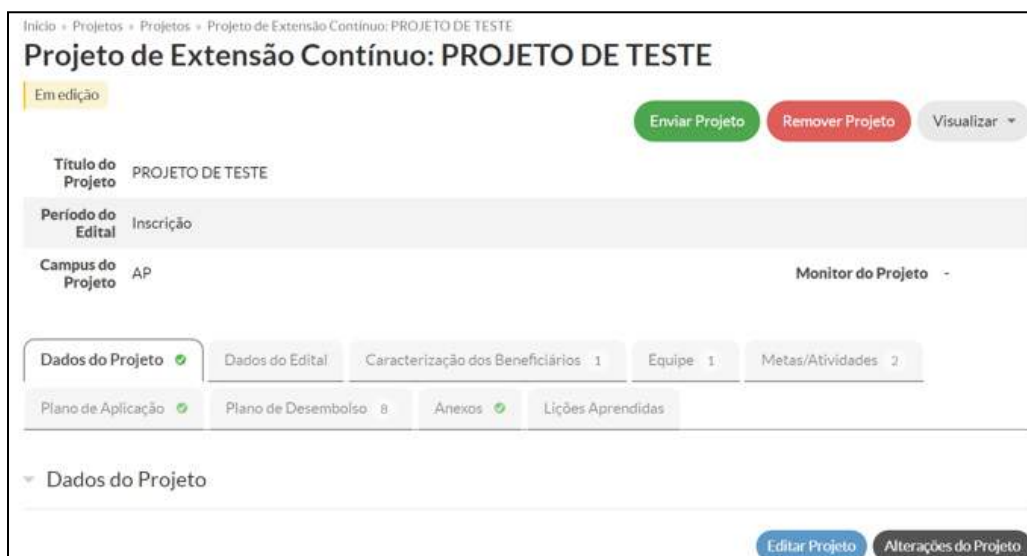 Início » Projetos » Projetos » Projeto de Extensão Contínuo: PROJETO DE TESTE
Projeto de Extensão Contínuo: PROJETO DE TESTE
Em edição
Enviar Projeto Remover Projeto Visualizar
Título do Projeto PROJETO DE TESTE
Período do Edital Inscrição
Campus do Projeto AP Monitor do Projeto -
Dados do Projeto Dados do Edital Caracterização dos Beneficiários 1 Equipe 1 Metas/Atividades 2
Plano de Aplicação Plano de Desembolso 8 Anexos Lições Aprendidas
Dados do Projeto
Editar Projeto Alterações do Projeto